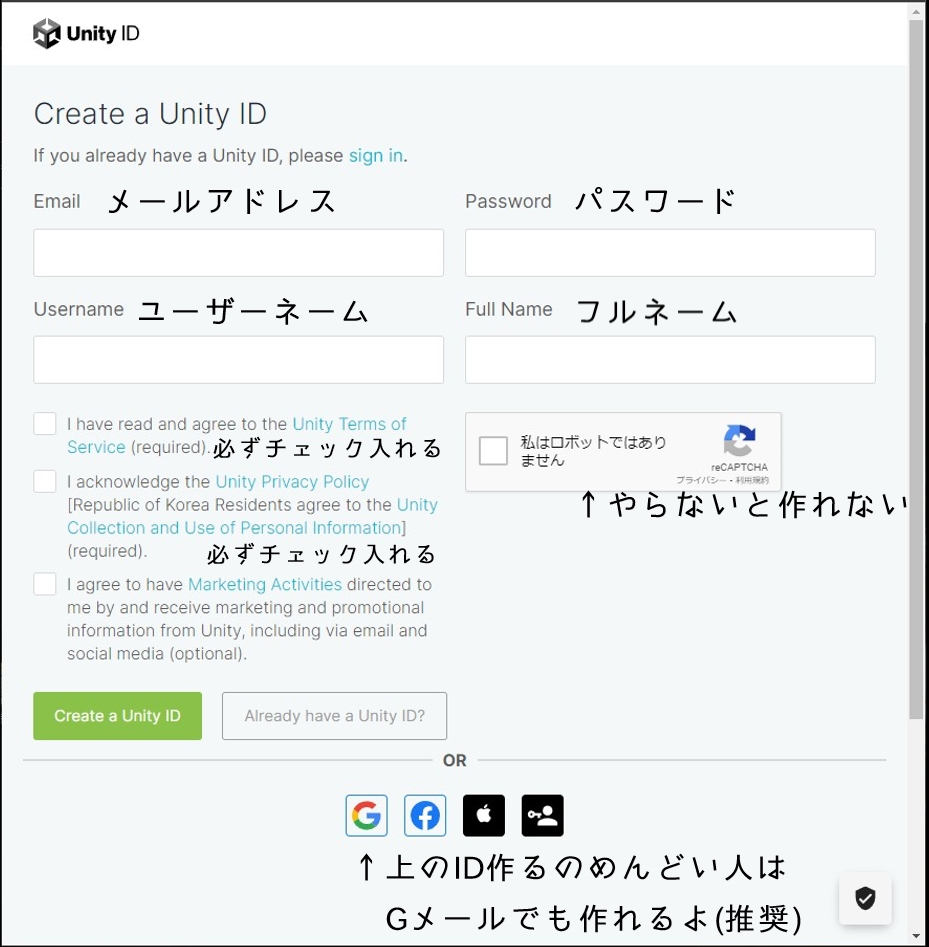 Unity ID
Create a Unity ID
If you already have a Unity ID, please sign in.
Email メールアドレス
Password パスワード
Username ユーザーネーム
Full Name フルネーム
I have read and agree to the Unity Terms of
Service (required).必ずチェック入れる
I acknowledge the Unity Privacy Policy
[Republic of Korea Residents agree to the Unity
Collection and Use of Personal Information]
(required). 必ずチェック入れる
I agree to have Marketing Activities directed to
me by and receive marketing and promotional
information from Unity, including via email and
social media (optional).
私はロボットではあり
ません
reCAPTCHA
プライバシー - 利用規約
↑やらないと作れない
Create a Unity ID
Already have a Unity ID?
OR
↑上のID作るのめんどい人は
Gメールでも作れるよ(推奨)